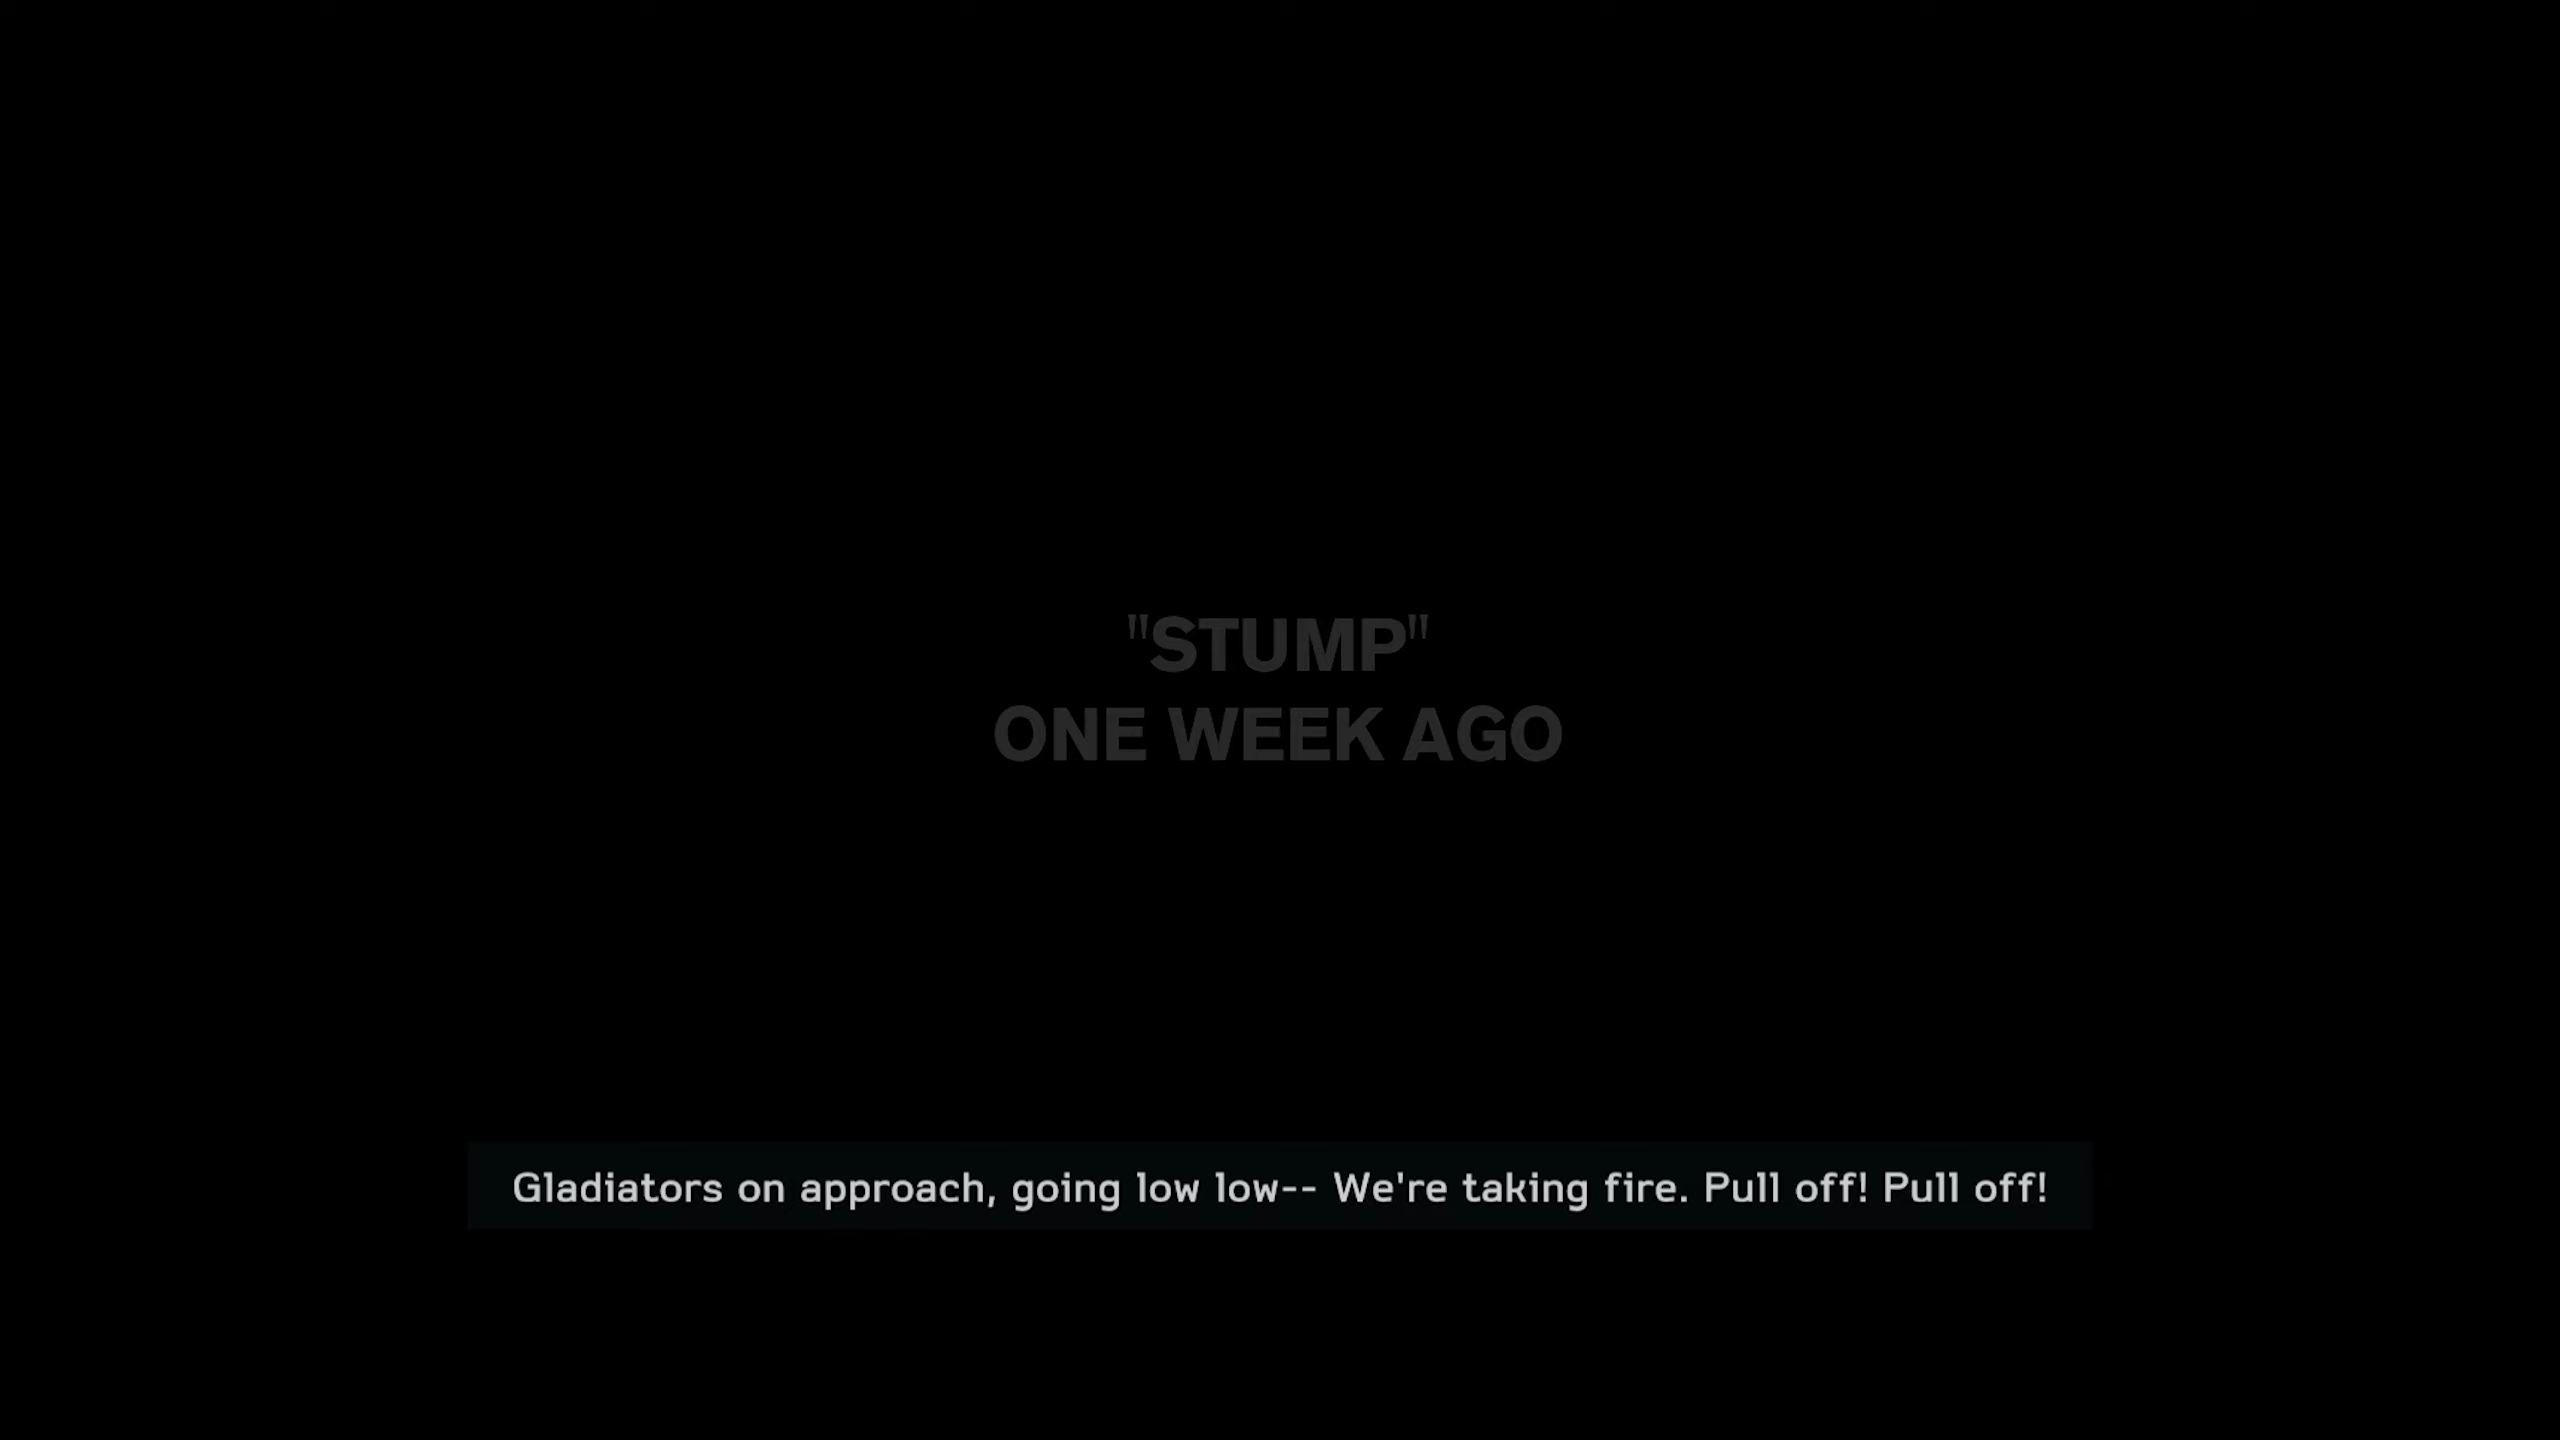 "STUMP"
ONE WEEK AGO
Gladiators on approach, going low low-- We're taking fire. Pull off! Pull off!